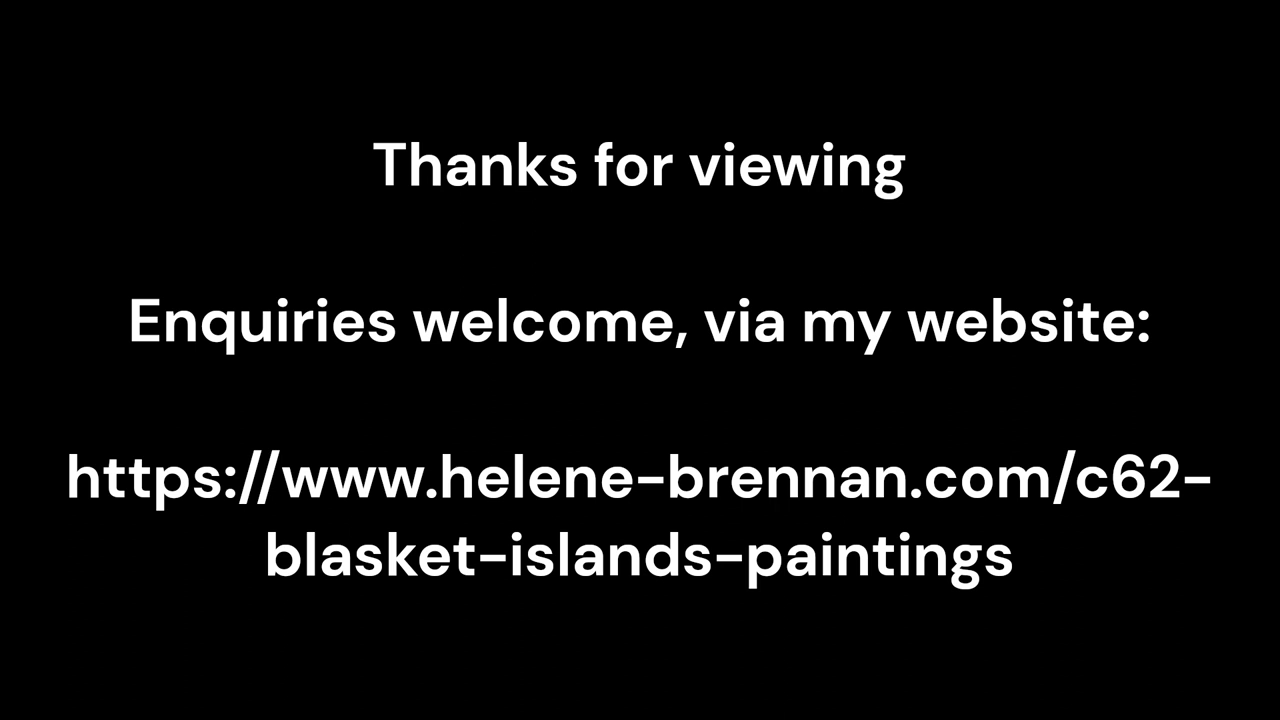 Thanks for viewing
Enquiries welcome, via my website:
https://www.helene-brennan.com/c62-
blasket-islands-paintings